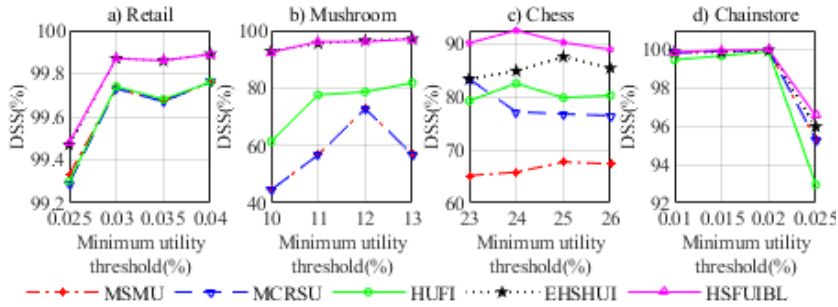 a) Retail
b) Mushroom
c) Chess
d) Chainstore
DSS(%)
100
99.8
99.6
99.4
99.2
0.025 0.03 0.035 0.04
Minimum utility
threshold(%)
DSS(%)
100
80
60
40
10 11 12 13
Minimum utility
threshold(%)
DSS(%)
90
80
70
60
23 24 25 26
Minimum utility
threshold(%)
DSS(%)
100
98
96
94
92
0.01 0.015 0.02 0.025
Minimum utility
threshold(%)
MSMU MCRSU HUFI EHSHUI HSFUIBL